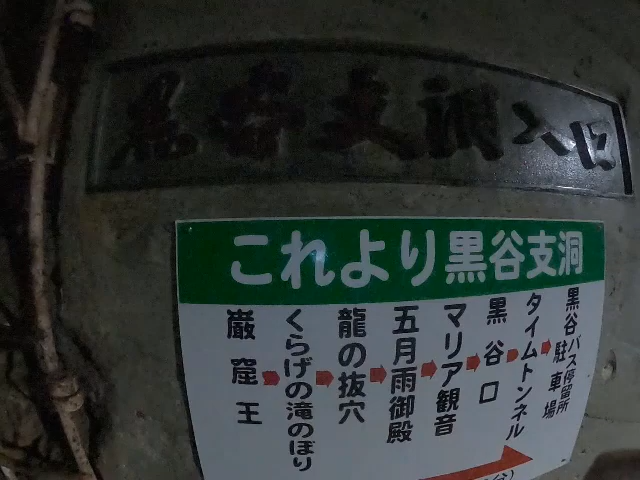 黒谷支洞入口
これより黒谷支洞
巌窟王
くらげの滝のぼり
龍の抜穴
五月雨御殿
マリア観音
黒谷口
タイムトンネル
黒谷バス停留所
駐車場